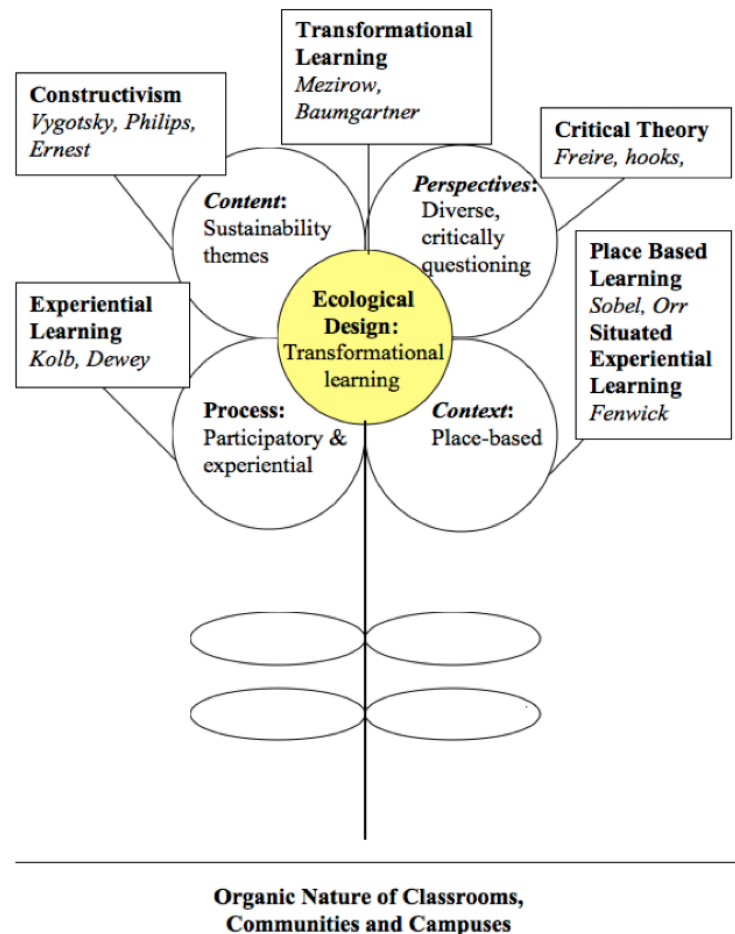 Transformational
Learning
Mezirow,
Baumgartner
Constructivism
Vygotsky, Philips,
Ernest
Critical Theory
Freire, hooks,
Content:
Sustainability
themes
Perspectives:
Diverse,
critically
questioning
Place Based
Learning
Sobel, Orr
Situated
Experiential
Learning
Fenwick
Experiential
Learning
Kolb, Dewey
Ecological
Design:
Transformational
learning
Process:
Participatory &
experiential
Context:
Place-based
Organic Nature of Classrooms,
Communities and Campuses